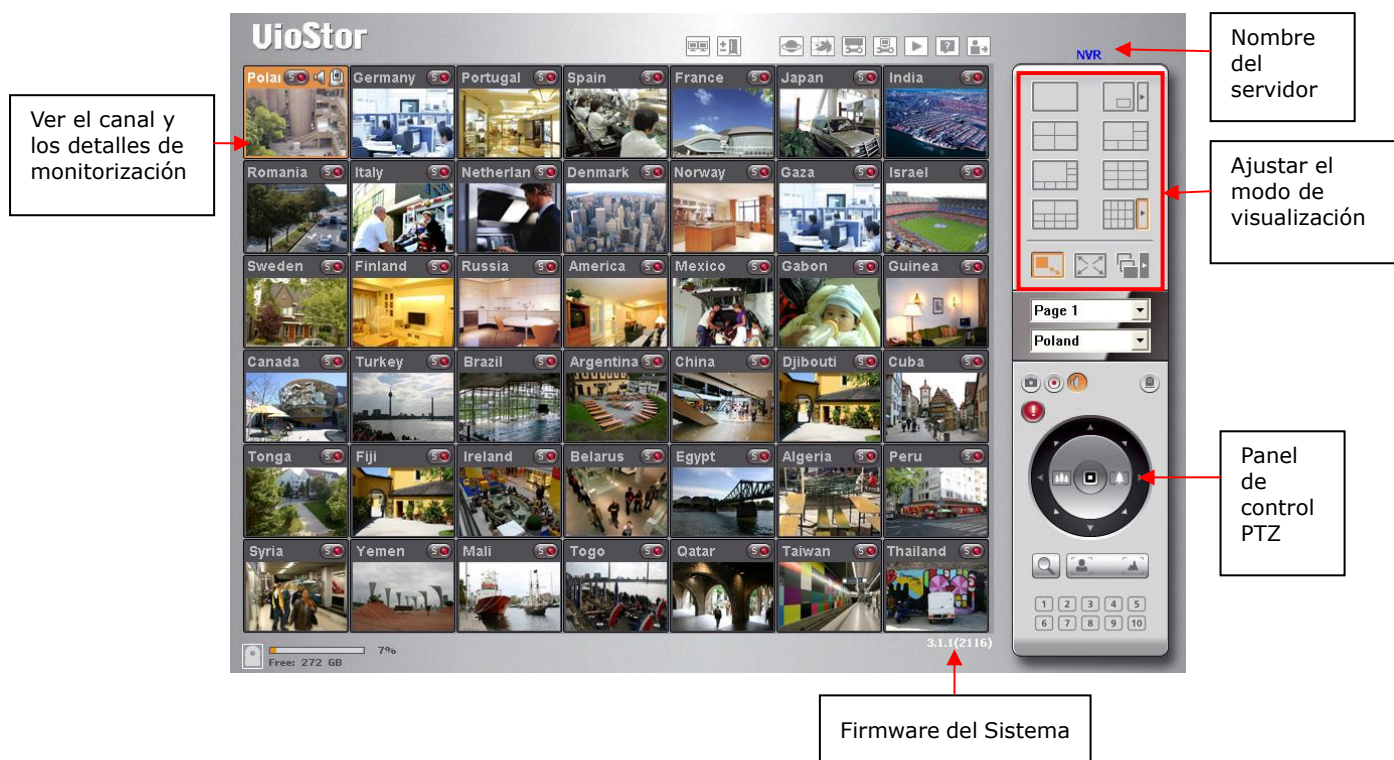 VioStor
NVR
Nombre
del
servidor
Ver el canal y
los detalles de
monitorización
Ajustar el
modo de
visualización
Polan
Germany
Portugal
Spain
France
Japan
India
Romania
Italy
Netherlan
Denmark
Norway
Gaza
Israel
Sweden
Finland
Russia
America
Mexico
Gabon
Guinea
Page 1
Poland
Canada
Turkey
Brazil
Argentina
China
Djibouti
Cuba
Tonga
Fiji
Ireland
Belarus
Egypt
Algeria
Peru
Panel
de
control
PTZ
Syria
Yemen
Mali
Togo
Qatar
Taiwan
Thailand
1 2 3 4 5
6 7 8 9 10
7%
Free: 272 GB
3.1.1(2116)
Firmware del Sistema